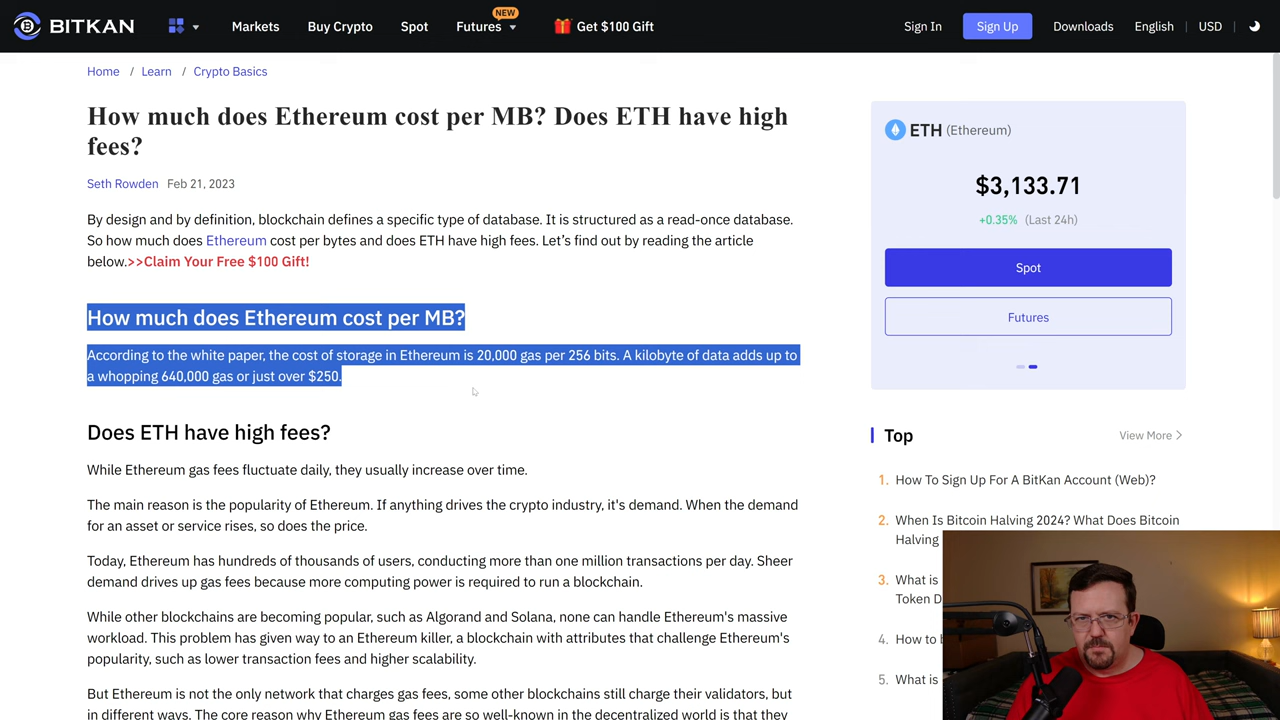 BITKAN
Markets
Buy Crypto
Spot
Futures
NEW
Get $100 Gift
Sign In
Sign Up
Downloads
English
USD
Home / Learn / Crypto Basics
How much does Ethereum cost per MB? Does ETH have high
fees?
Seth Rowden Feb 21, 2023
By design and by definition, blockchain defines a specific type of database. It is structured as a read-once database.
So how much does Ethereum cost per bytes and does ETH have high fees. Let's find out by reading the article
below.>>Claim Your Free $100 Gift!
How much does Ethereum cost per MB?
According to the white paper, the cost of storage in Ethereum is 20,000 gas per 256 bits. A kilobyte of data adds up to
a whopping 640,000 gas or just over $250.
Does ETH have high fees?
While Ethereum gas fees fluctuate daily, they usually increase over time.
The main reason is the popularity of Ethereum. If anything drives the crypto industry, it's demand. When the demand
for an asset or service rises, so does the price.
Today, Ethereum has hundreds of thousands of users, conducting more than one million transactions per day. Sheer
demand drives up gas fees because more computing power is required to run a blockchain.
While other blockchains are becoming popular, such as Algorand and Solana, none can handle Ethereum's massive
workload. This problem has given way to an Ethereum killer, a blockchain with attributes that challenge Ethereum's
popularity, such as lower transaction fees and higher scalability.
But Ethereum is not the only network that charges gas fees, some other blockchains still charge their validators, but
in different ways. The core reason why Ethereum gas fees are so well-known in the decentralized world is that they
ETH (Ethereum)
$3,133.71
+0.35% (Last 24h)
Spot
Futures
Top
View More
1. How To Sign Up For A BitKan Account (Web)?
2. When Is Bitcoin Halving 2024? What Does Bitcoin
Halving
3. What is
Token D
4. How to
5. What is